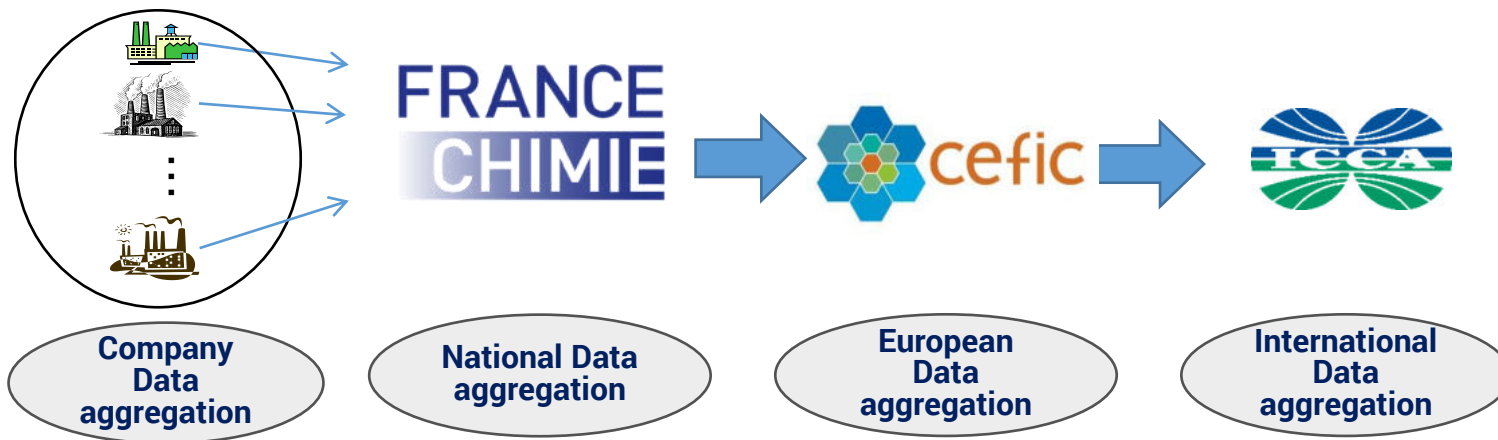 FRANCE
CHIMIE
cefic
ICCA
Company
Data
aggregation
National Data
aggregation
European
Data
aggregation
International
Data
aggregation